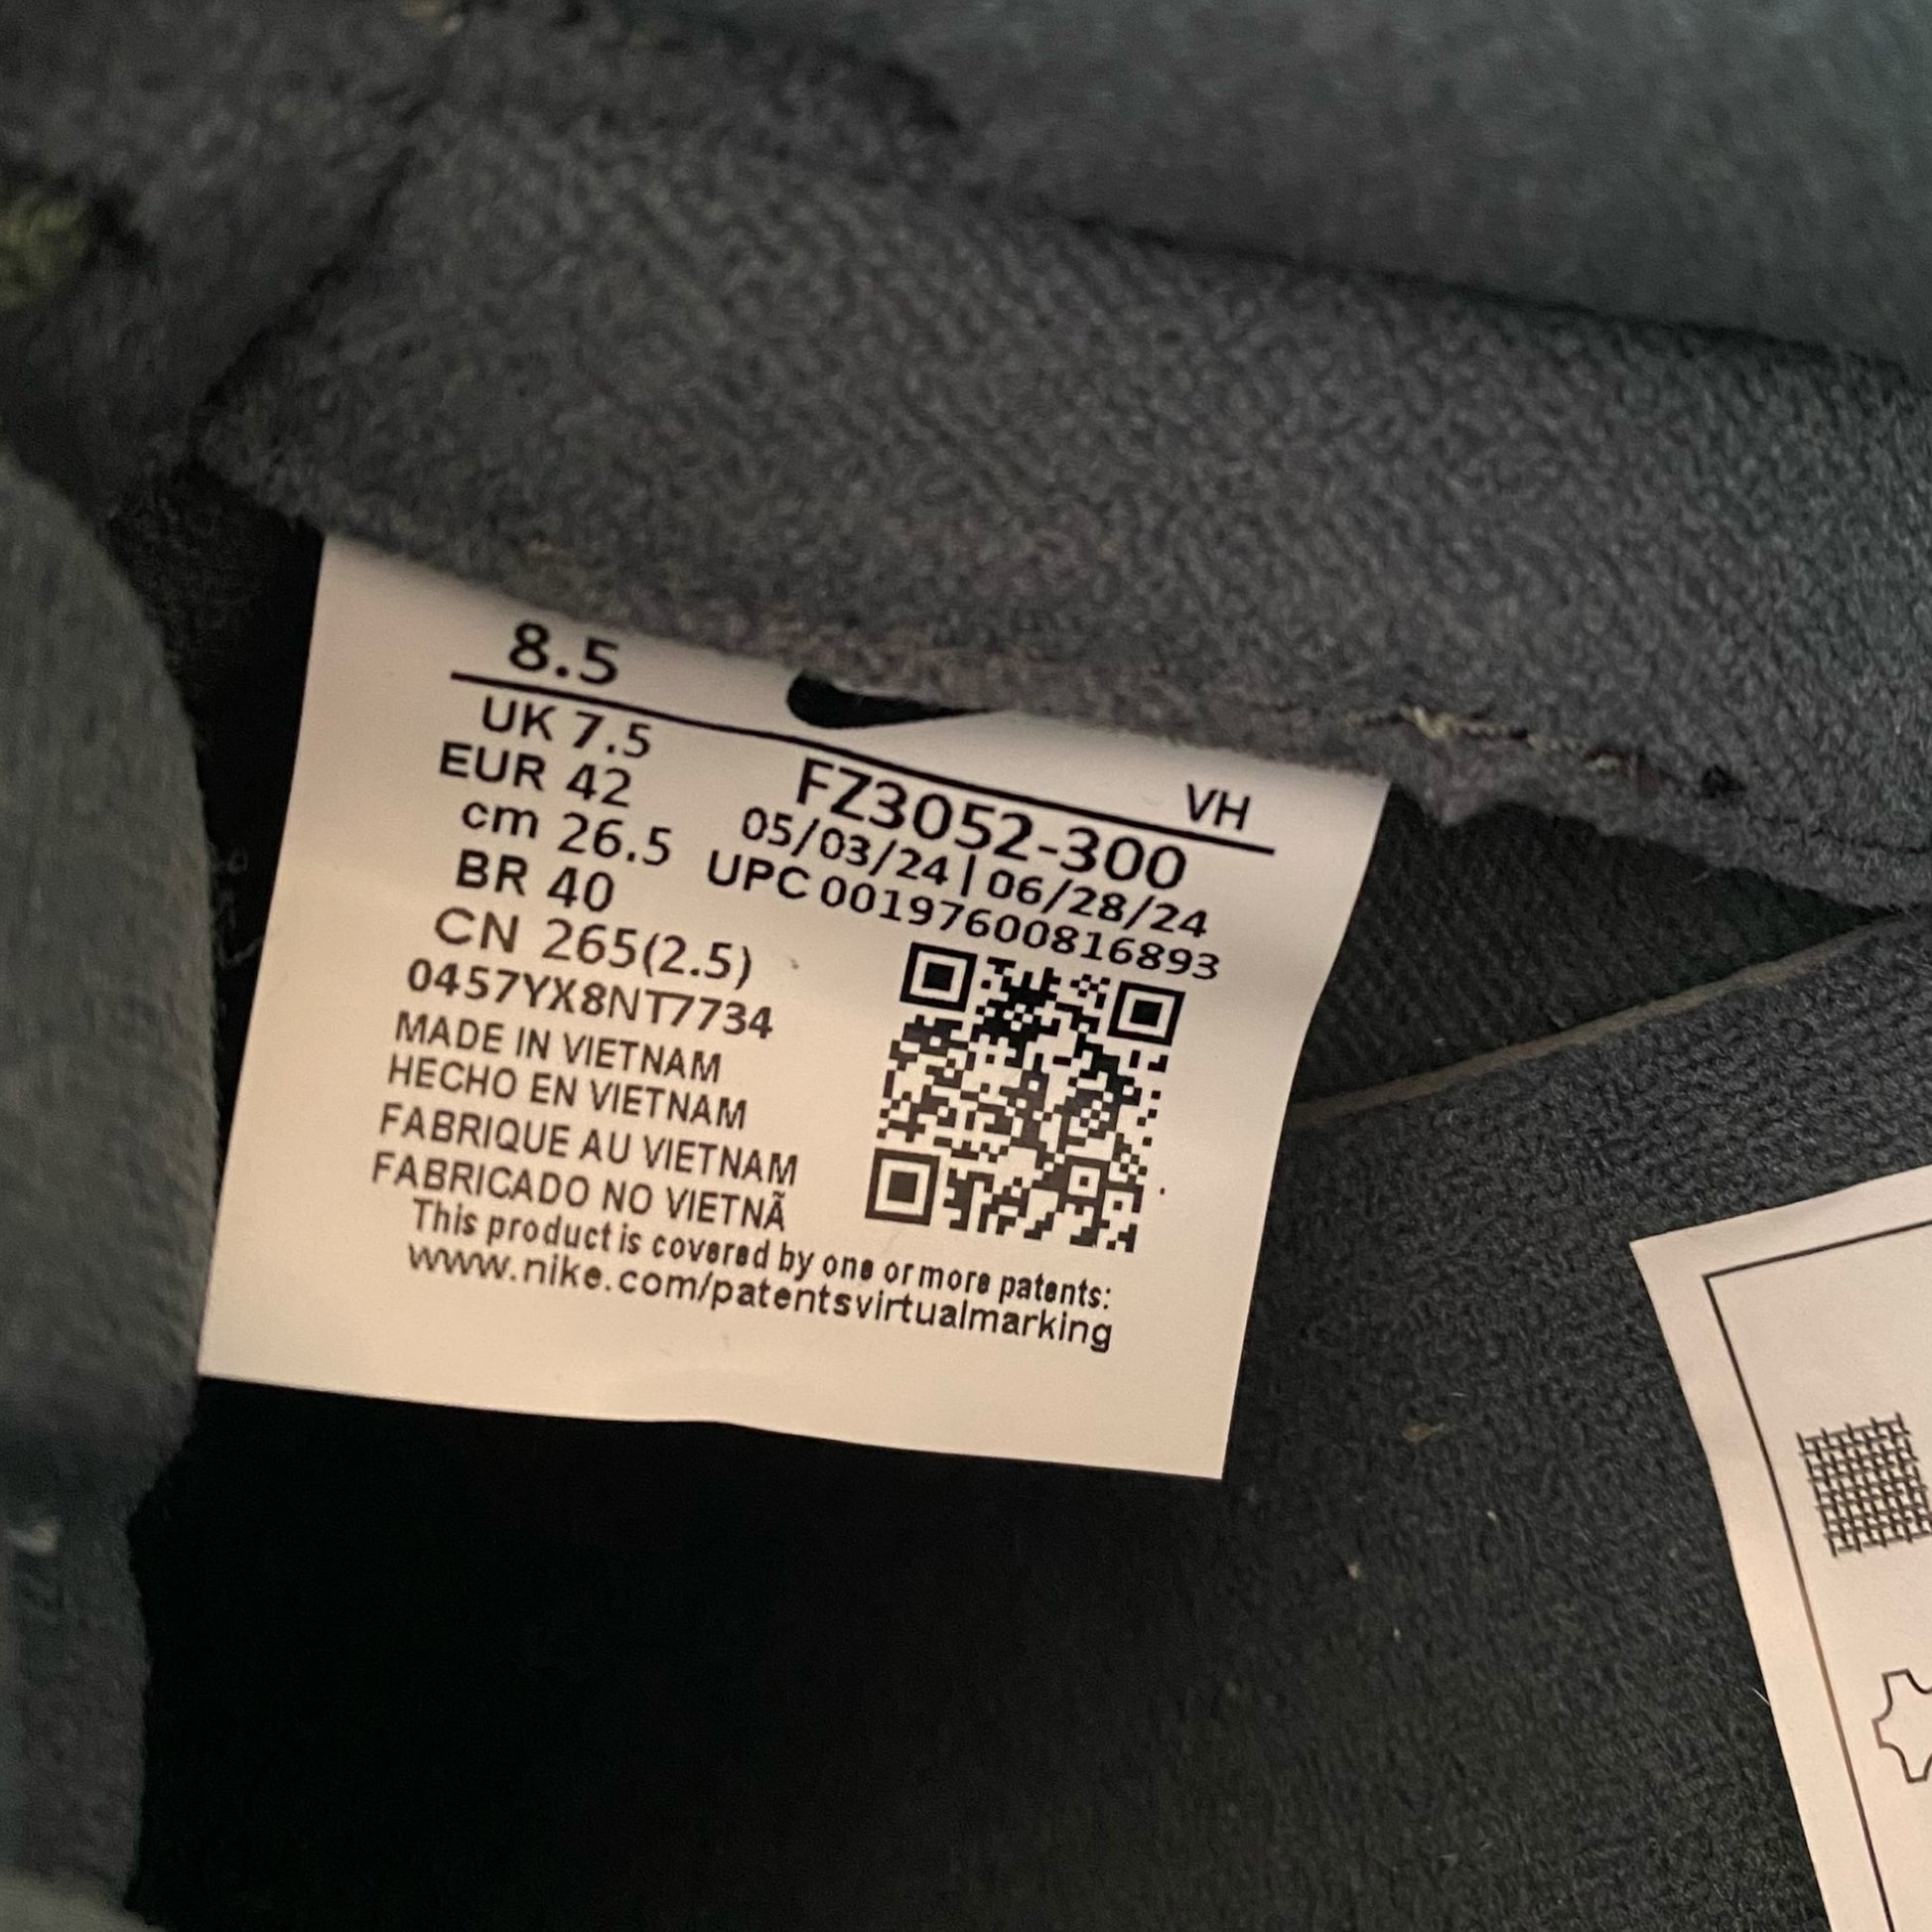 8.5
VH
UK 7.5
EUR 42
cm 26.5
BR 40
CN 265(2.5)
FZ3052-300
05/03/24 | 06/28/24
UPC 00197600816893
0457YX8NT7734
MADE IN VIETNAM
HECHO EN VIETNAM
FABRIQUE AU VIETNAM
FABRICADO NO VIETNÃ
This product is covered by one or more patents:
www.nike.com/patentsvirtualmarking